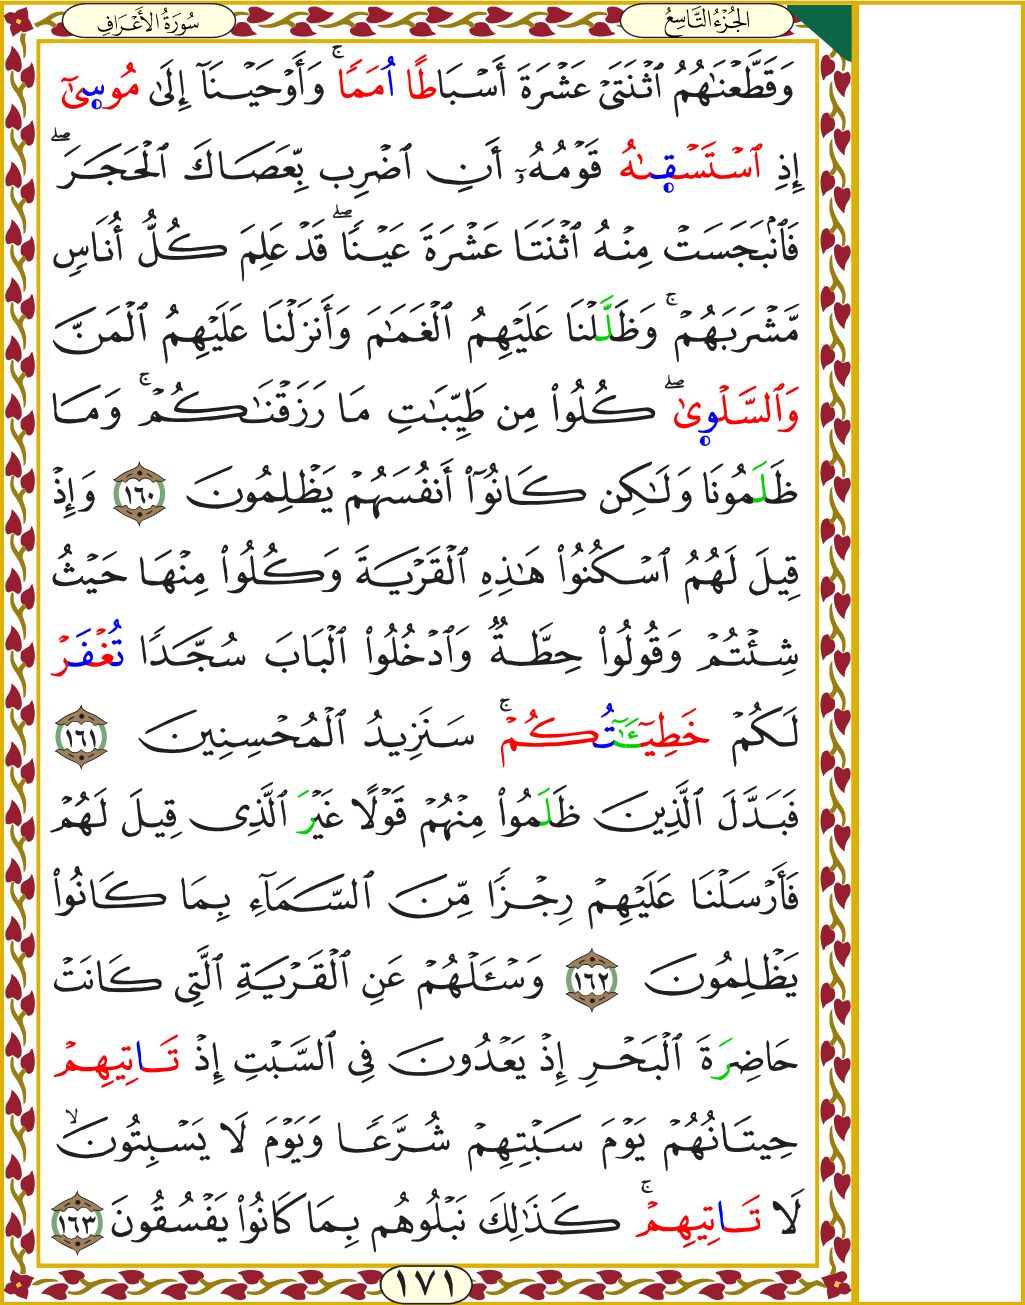 الجُزْءُ التَّاسِعُ
سُورَةُ الأَعْرَافِ
وَقَطَّعْنَٰهُمُ ٱثْنَتَيْ عَشْرَةَ أَسْبَاطًا أُمَمًا ۚ وَأَوْحَيْنَآ إِلَىٰ مُوسَىٰٓ
إِذِ ٱسْتَسْقَىٰهُ قَوْمُهُۥٓ أَنِ ٱضْرِب بِّعَصَاكَ ٱلْحَجَرَ ۖ
فَٱنۢبَجَسَتْ مِنْهُ ٱثْنَتَا عَشْرَةَ عَيْنًا ۖ قَدْ عَلِمَ كُلُّ أُنَاسٍ
مَّشْرَبَهُمْ ۚ وَظَلَّلْنَا عَلَيْهِمُ ٱلْغَمَٰمَ وَأَنزَلْنَا عَلَيْهِمُ ٱلْمَنَّ
وَٱلسَّلْوىٰ ۖ كُلُوا۟ مِن طَيِّبَٰتِ مَا رَزَقْنَٰكُمْ ۚ وَمَا
ظَلَمُونَا وَلَٰكِن كَانُوٓا۟ أَنفُسَهُمْ يَظْلِمُونَ ١٦٠ وَإِذْ
قِيلَ لَهُمُ ٱسْكُنُوا۟ هَٰذِهِ ٱلْقَرْيَةَ وَكُلُوا۟ مِنْهَا حَيْثُ
شِئْتُمْ وَقُولُوا۟ حِطَّةٌ وَٱدْخُلُوا۟ ٱلْبَابَ سُجَّدًا تُغْفَرْ
لَكُمْ خَطِيٓـَٰٔتُكُمْ ۚ سَنَزِيدُ ٱلْمُحْسِنِينَ ١٦١
فَبَدَّلَ ٱلَّذِينَ ظَلَمُوا۟ مِنْهُمْ قَوْلًا غَيْرَ ٱلَّذِى قِيلَ لَهُمْ
فَأَرْسَلْنَا عَلَيْهِمْ رِجْزًا مِّنَ ٱلسَّمَآءِ بِمَا كَانُوا۟
يَظْلِمُونَ ١٦٢ وَسْـَٔلْهُمْ عَنِ ٱلْقَرْيَةِ ٱلَّتِى كَانَتْ
حَاضِرَةَ ٱلْبَحْرِ إِذْ يَعْدُونَ فِى ٱلسَّبْتِ إِذْ تَاتِيهِمْ
حِيتَانُهُمْ يَوْمَ سَبْتِهِمْ شُرَّعًا وَيَوْمَ لَا يَسْبِتُونَ ۙ
لَا تَاتِيهِمْ ۚ كَذَٰلِكَ نَبْلُوهُم بِمَا كَانُوا۟ يَفْسُقُونَ ١٦٣
١٧١